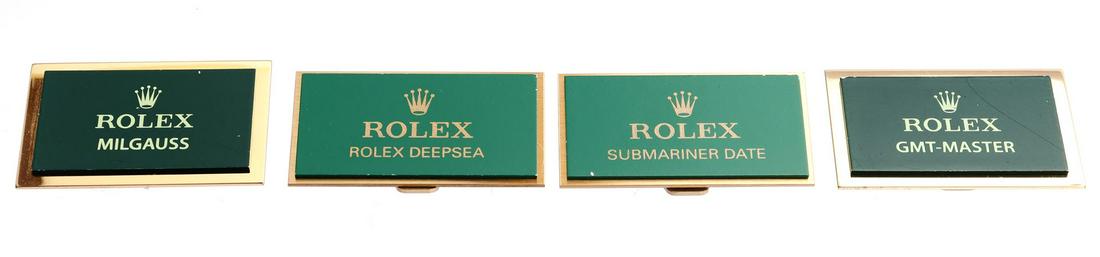 ROLEX
MILGAUSS
ROLEX
ROLEX DEEPSEA
ROLEX
SUBMARINER DATE
ROLEX
GMT-MASTER